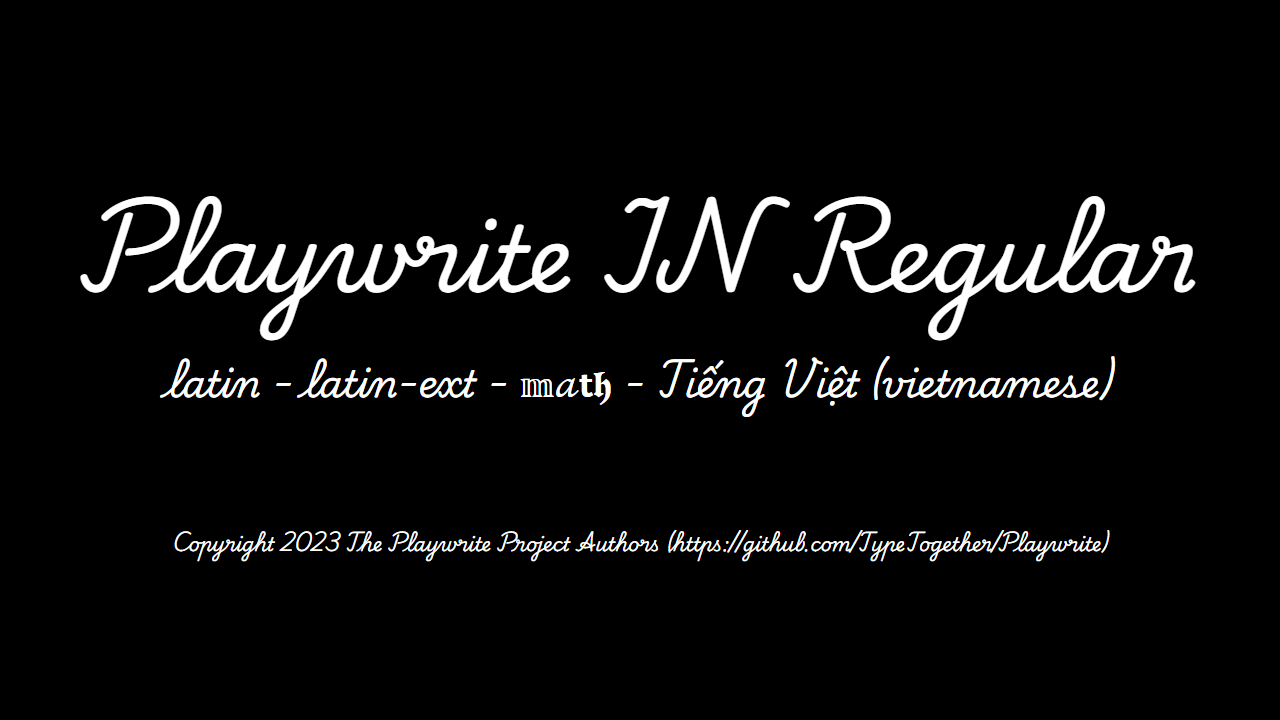 Playwrite IN Regular
latin - latin-ext - 𝕞𝑎𝘁𝖍 - Tiếng Việt (vietnamese)
Copyright 2023 The Playwrite Project Authors (https://github.com/TypeTogether/Playwrite)